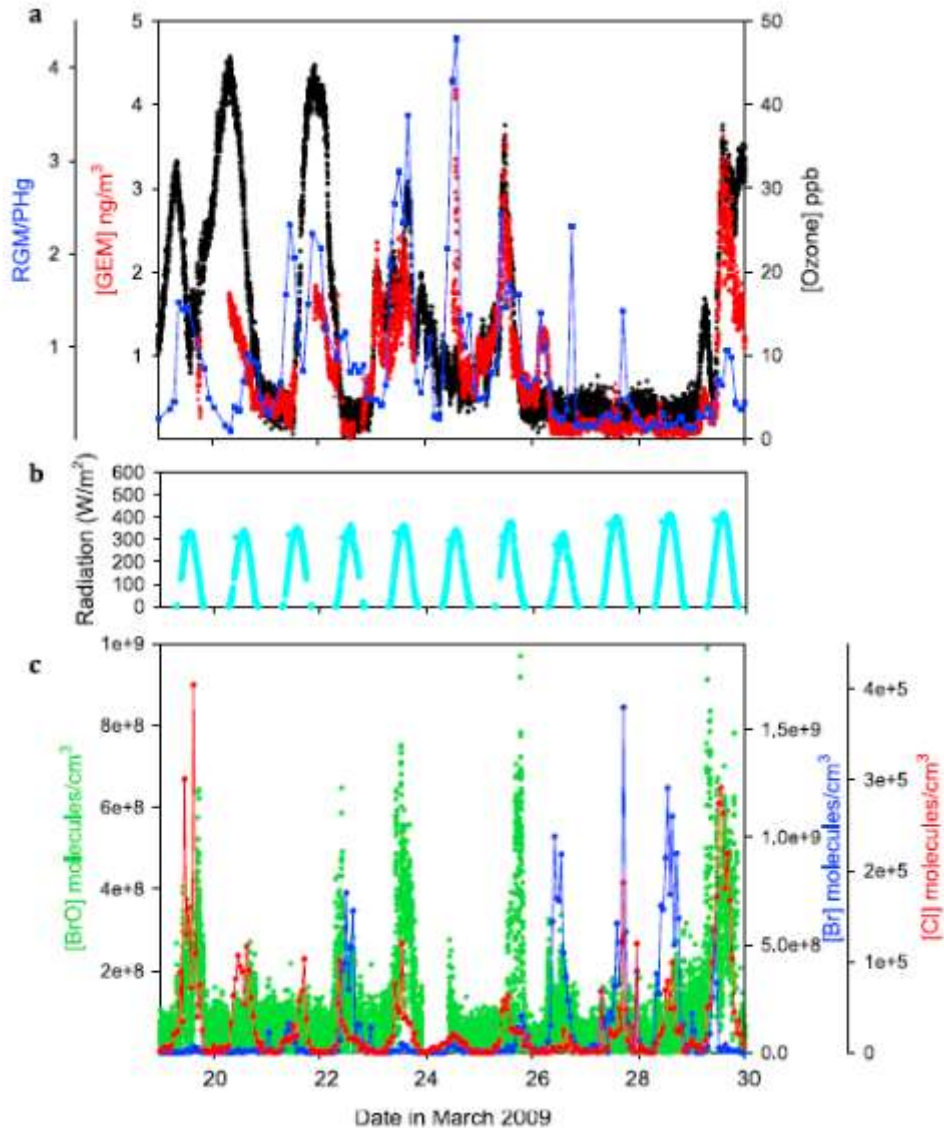 a
RGM/PHg
4
3
2
1
[GEM] ng/m³
5
4
3
2
1
50
40
30
20
10
0
[Ozone] ppb
b
Radiation (W/m²)
600
500
400
300
200
100
0
c
[BrO] molecules/cm³
1e+9
8e+8
6e+8
4e+8
2e+8
1,5e+9
1,0e+9
5,0e+8
0,0
[Br] molecules/cm³
4e+5
3e+5
2e+5
1e+5
0
[Cl] molecules/cm³
20 22 24 26 28 30
Date in March 2009